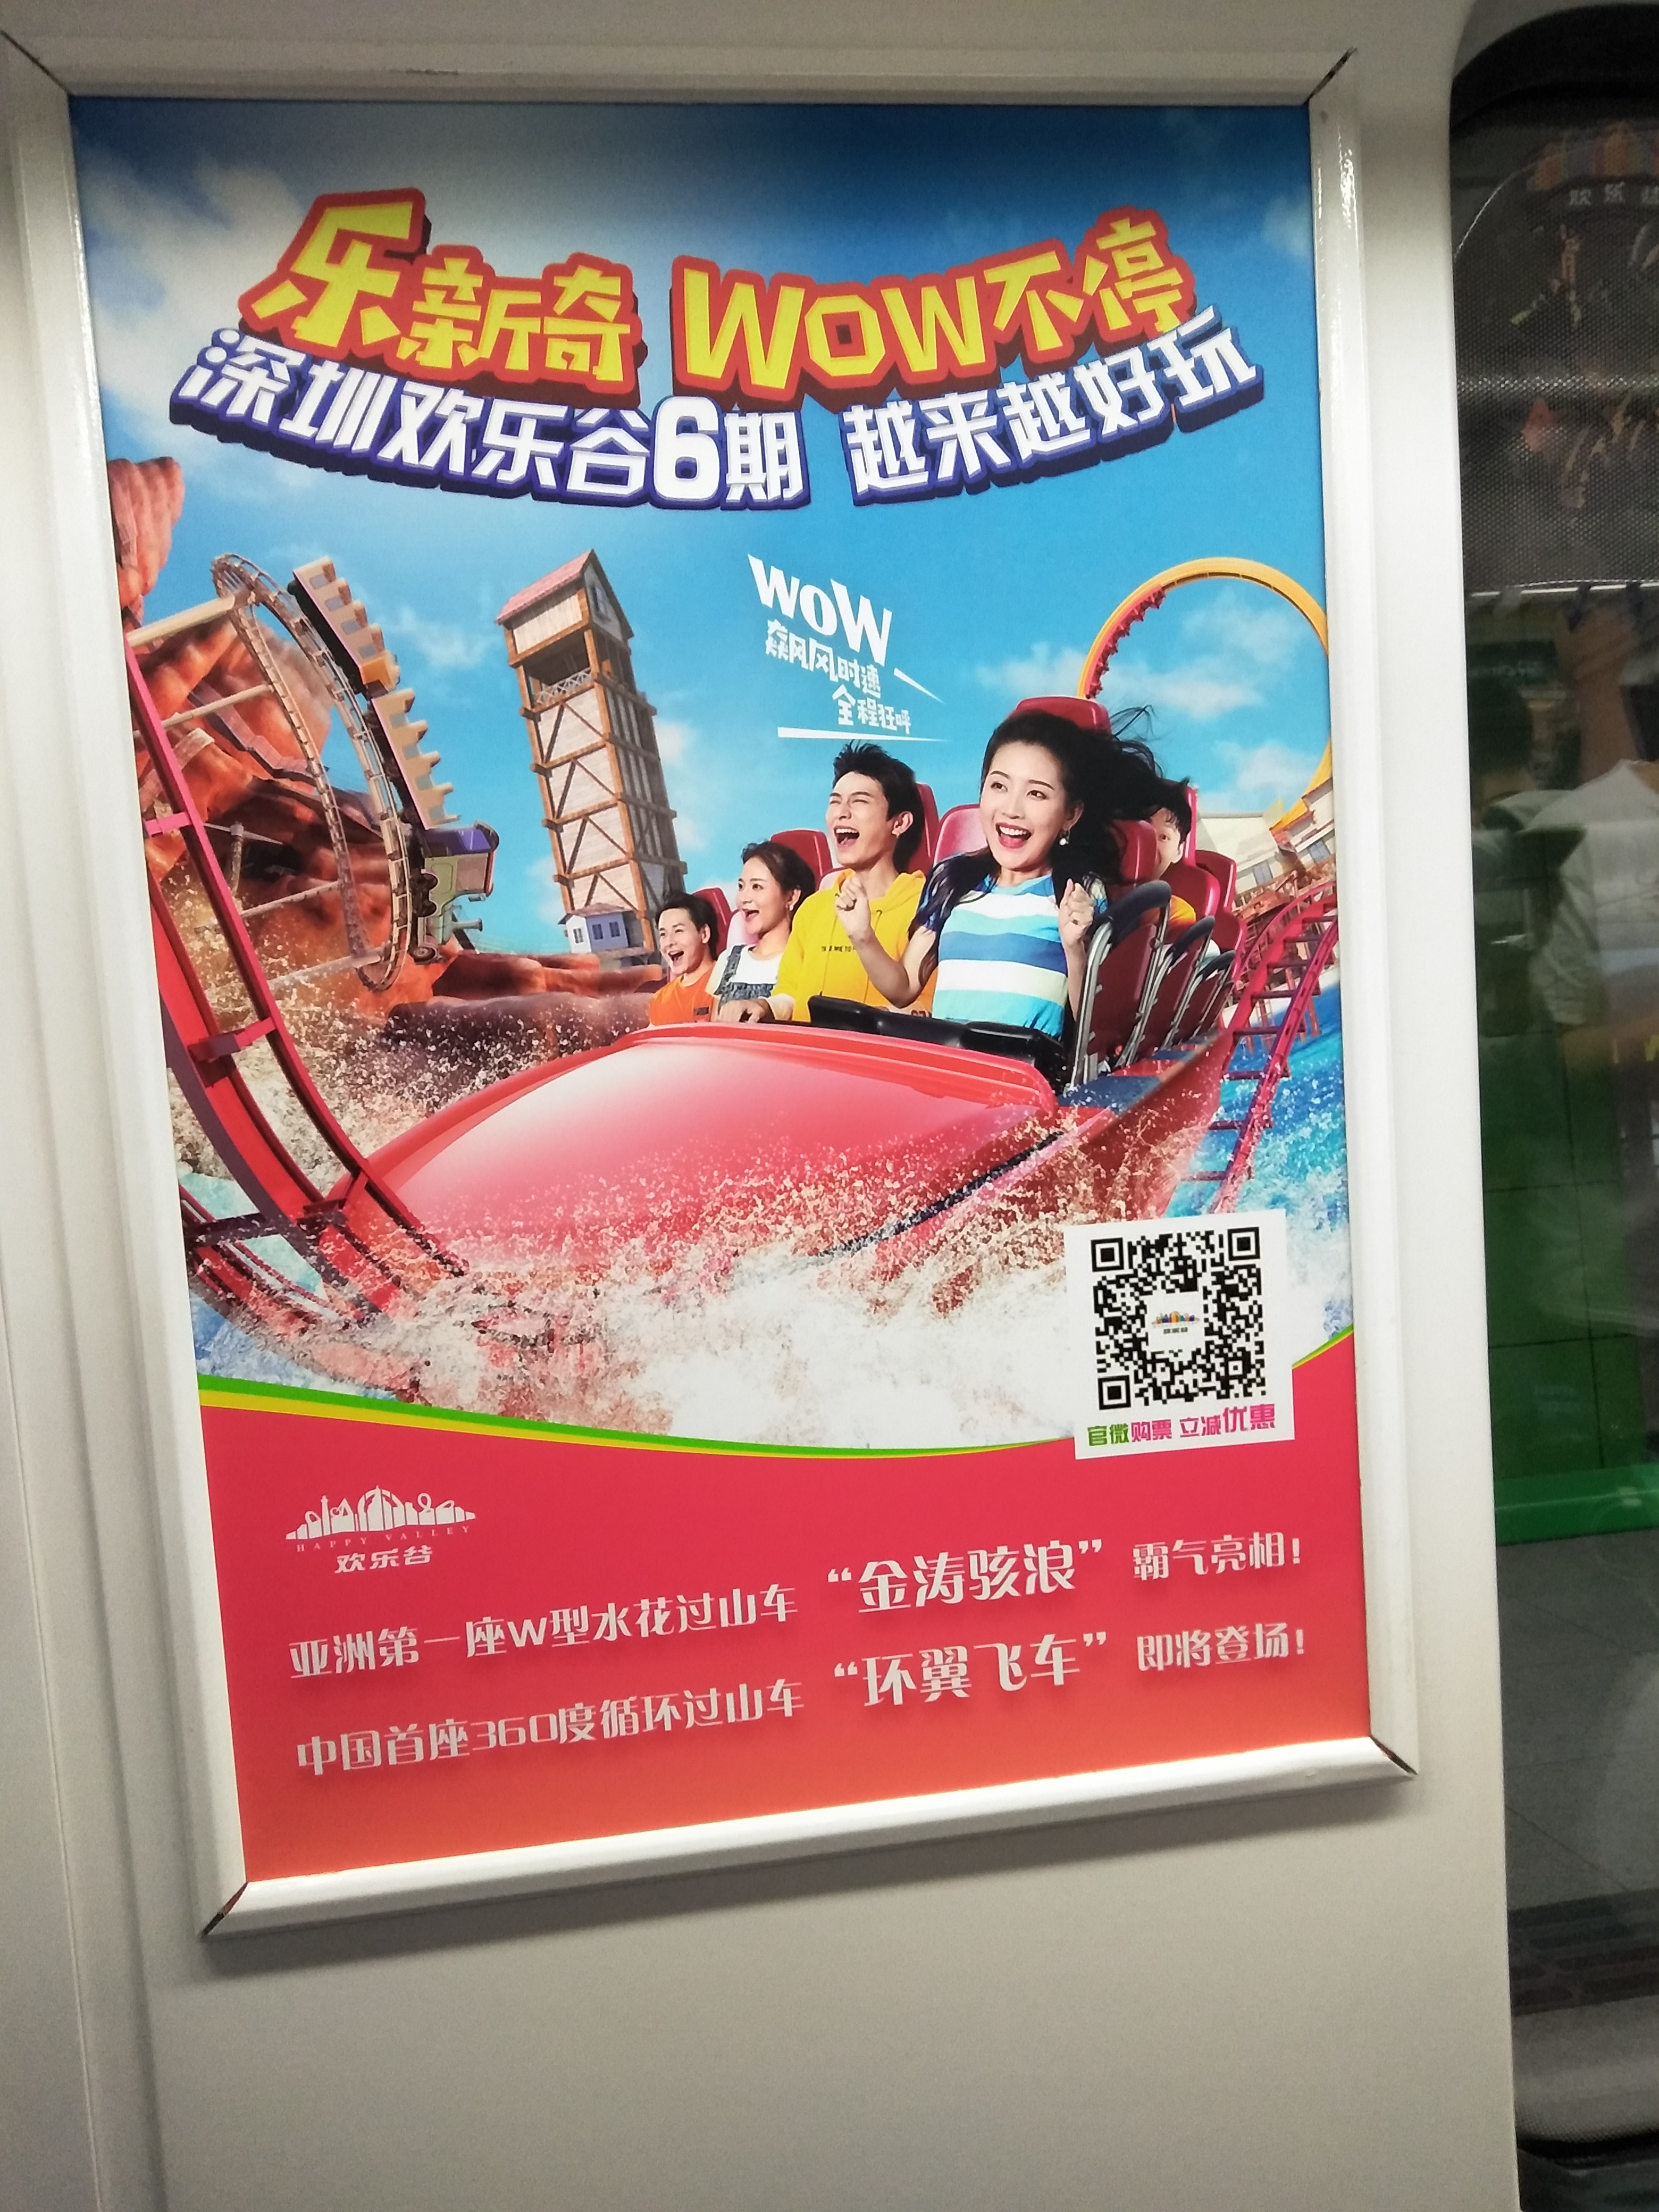 乐新奇 WOW不停
深圳欢乐谷6期 越来越好玩
WOW
飙风时速
全程狂呼
官微购票 立减优惠
HAPPY VALLEY
欢乐谷
亚洲第一座W型水花过山车 “金涛骇浪” 霸气亮相!
中国首座360度循环过山车 “环翼飞车” 即将登场!